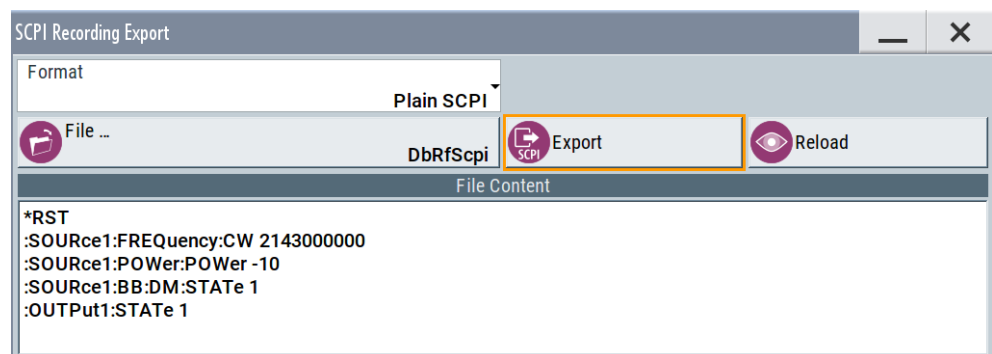 SCPI Recording Export
Format
Plain SCPI
File ...
DbRfScpi
SCPI
Export
Reload
File Content
*RST
:SOURce1:FREQuency:CW 2143000000
:SOURce1:POWer:POWer -10
:SOURce1:BB:DM:STATe 1
:OUTPut1:STATe 1